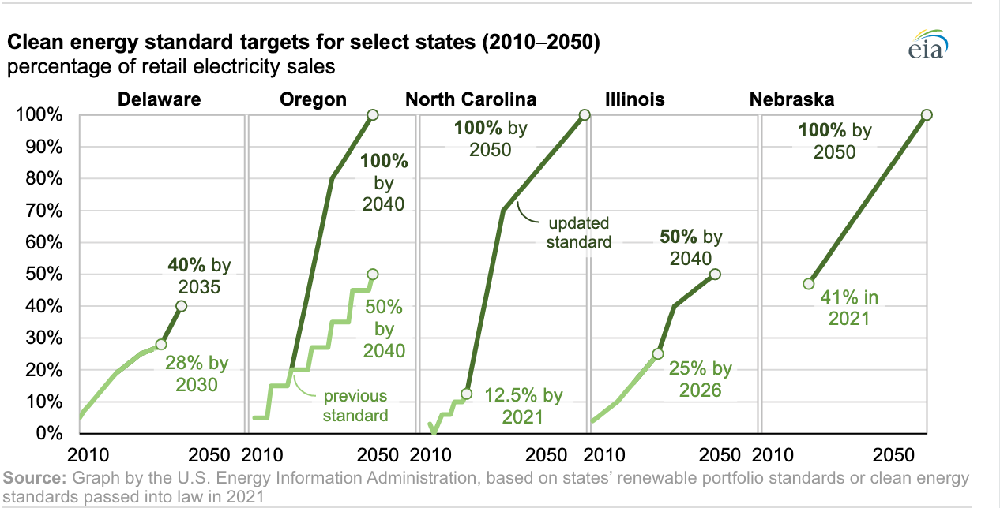 Clean energy standard targets for select states (2010–2050)
percentage of retail electricity sales
eia
Delaware
Oregon
North Carolina
Illinois
Nebraska
100%
90%
80%
70%
60%
50%
40%
30%
20%
10%
0%
40% by
2035
28% by
2030
100%
by
2040
50%
by
2040
previous
standard
100% by
2050
updated
standard
12.5% by
2021
50% by
2040
25% by
2026
100% by
2050
41% in
2021
2010 2050 2010 2050 2010 2050 2010 2050 2010 2050
Source: Graph by the U.S. Energy Information Administration, based on states' renewable portfolio standards or clean energy
standards passed into law in 2021